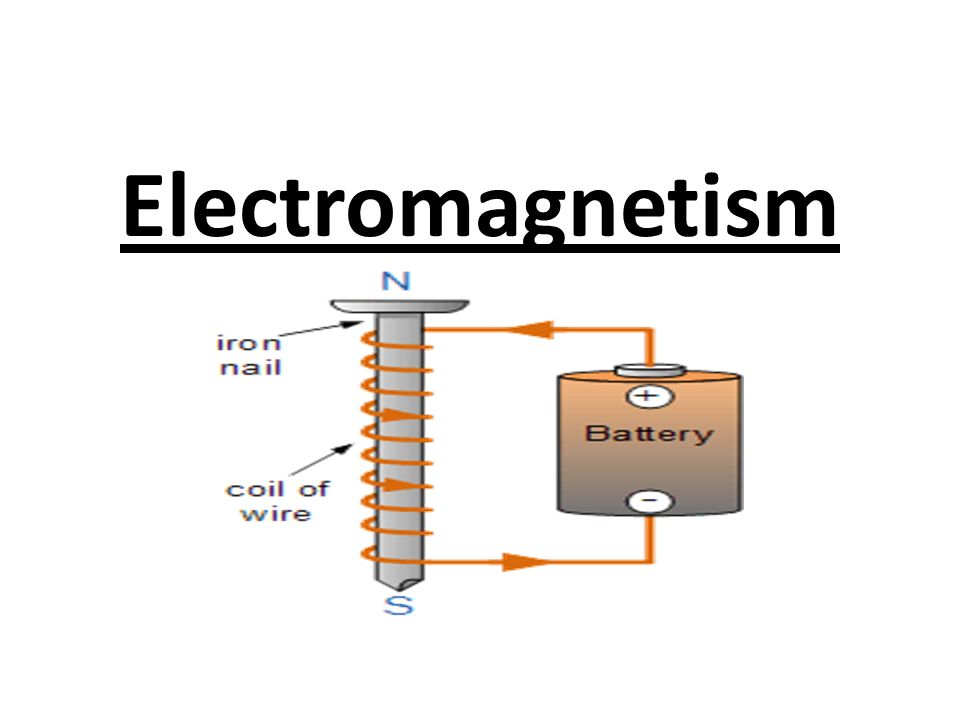 Electromagnetism
N
iron
nail
+
Battery
coil of
wire
-
S